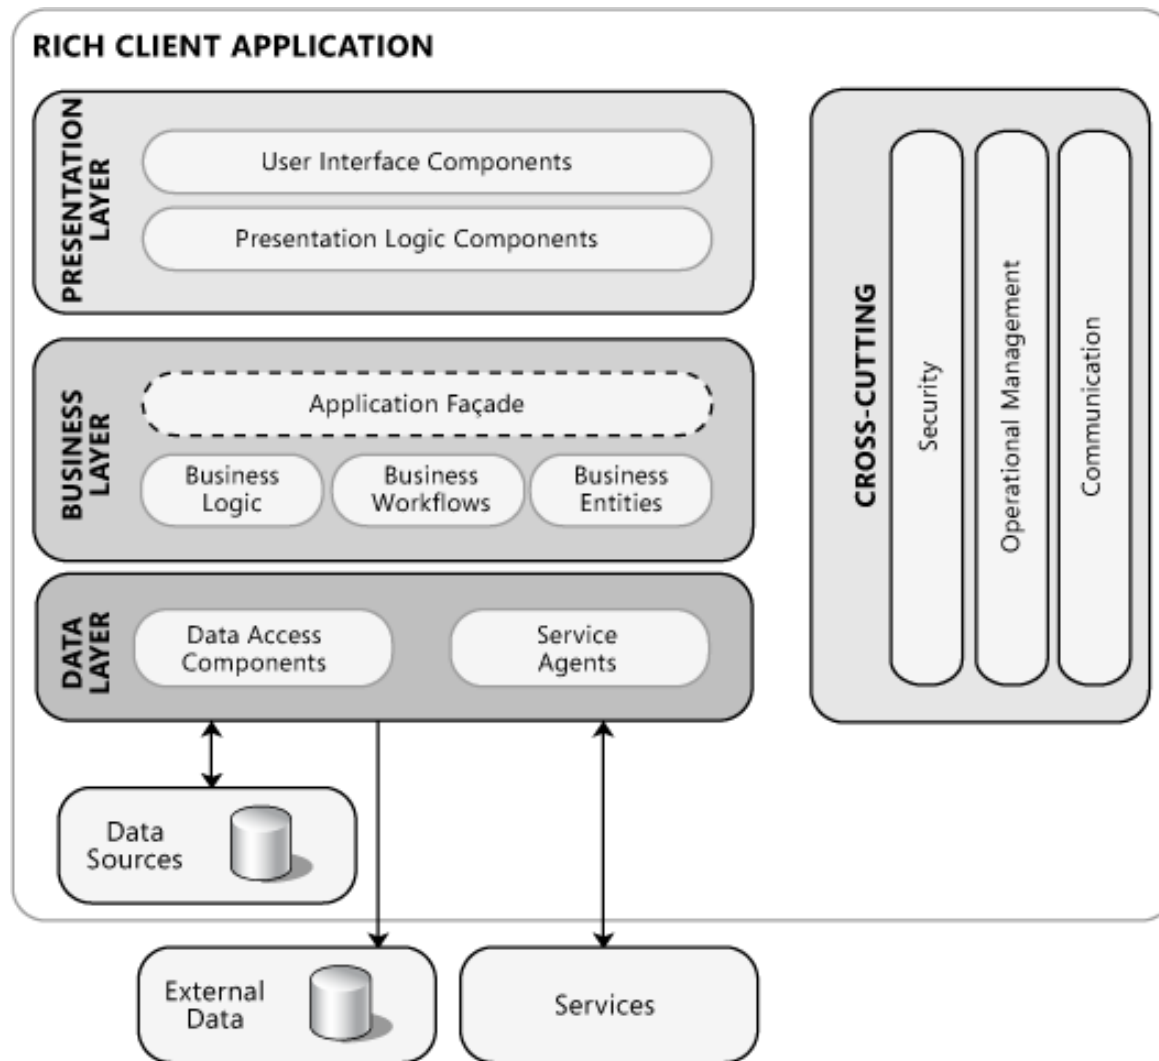 RICH CLIENT APPLICATION
PRESENTATION
LAYER
User Interface Components
Presentation Logic Components
BUSINESS
LAYER
Application Façade
Business
Logic
Business
Workflows
Business
Entities
DATA
LAYER
Data Access
Components
Service
Agents
CROSS-CUTTING
Security
Operational Management
Communication
Data
Sources
External
Data
Services